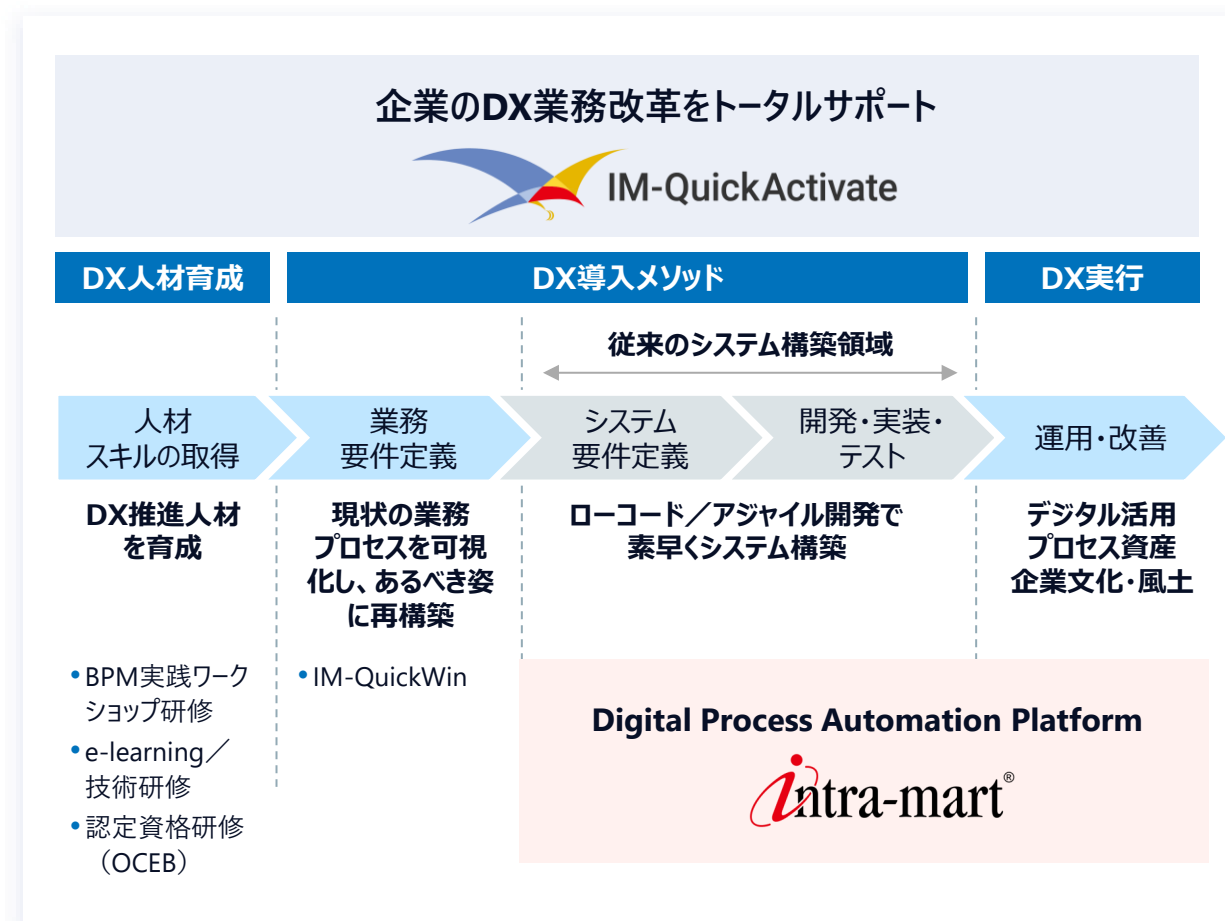 企業のDX業務改革をトータルサポート
IM-QuickActivate
DX人材育成
DX導入メソッド
DX実行
従来のシステム構築領域
人材
スキルの取得
業務
要件定義
システム
要件定義
開発・実装・
テスト
運用・改善
DX推進人材
を育成
現状の業務
プロセスを可視
化し、あるべき姿
に再構築
ローコード／アジャイル開発で
素早くシステム構築
デジタル活用
プロセス資産
企業文化・風土
•BPM実践ワーク
ショップ研修
•e-learning／
技術研修
•認定資格研修
（OCEB）
•IM-QuickWin
Digital Process Automation Platform
intra-mart®